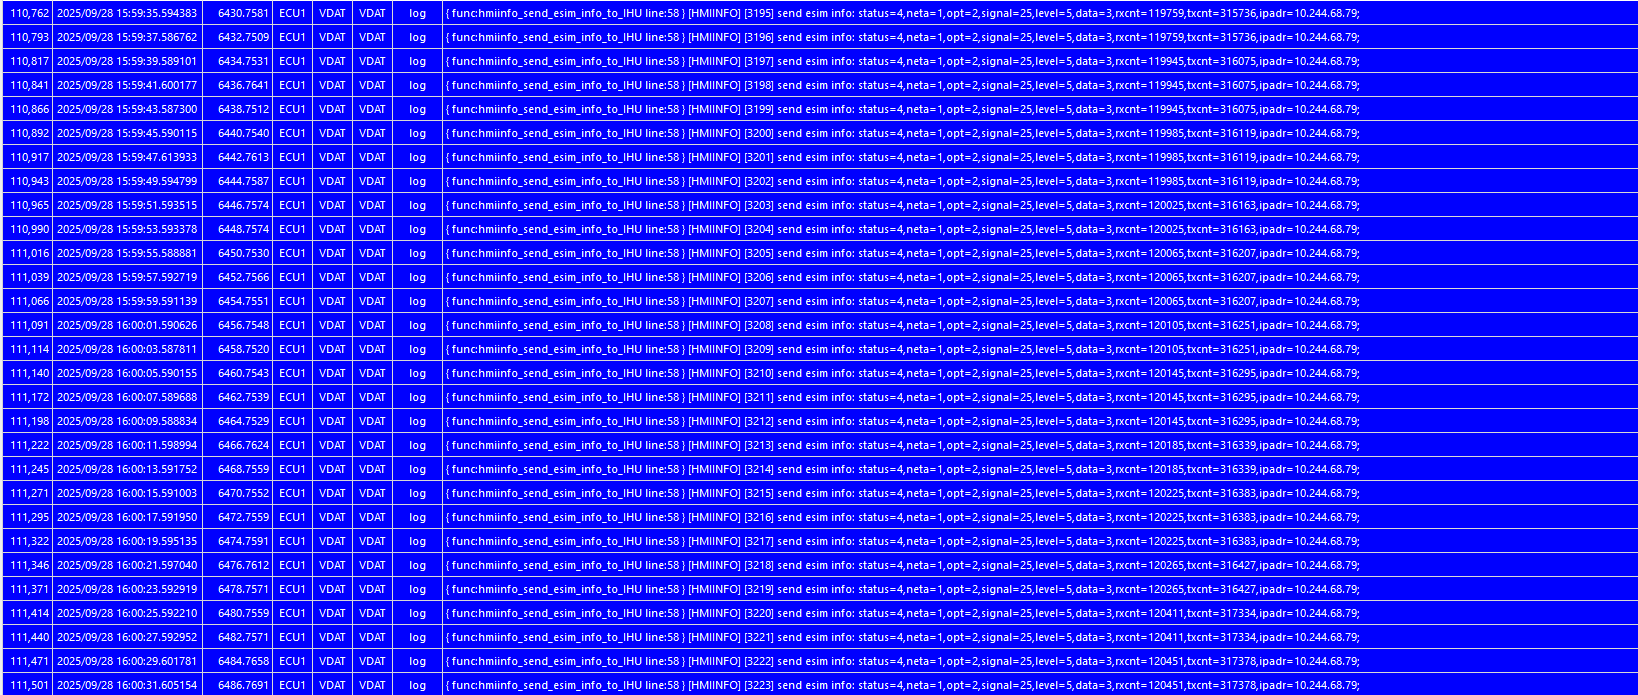 110,762 2025/09/28 15:59:35.594383 6430.7581 ECU1 VDAT VDAT log { func:hmiinfo_send_esim_info_to_IHU line:58 } [HMIINFO] [3195] send esim info: status=4,neta=1,opt=2,signal=25,level=5,data=3,rxcnt=119759,txcnt=315736,ipadr=10.244.68.79;
110,793 2025/09/28 15:59:37.586762 6432.7509 ECU1 VDAT VDAT log { func:hmiinfo_send_esim_info_to_IHU line:58 } [HMIINFO] [3196] send esim info: status=4,neta=1,opt=2,signal=25,level=5,data=3,rxcnt=119759,txcnt=315736,ipadr=10.244.68.79;
110,817 2025/09/28 15:59:39.589101 6434.7531 ECU1 VDAT VDAT log { func:hmiinfo_send_esim_info_to_IHU line:58 } [HMIINFO] [3197] send esim info: status=4,neta=1,opt=2,signal=25,level=5,data=3,rxcnt=119945,txcnt=316075,ipadr=10.244.68.79;
110,841 2025/09/28 15:59:41.600177 6436.7641 ECU1 VDAT VDAT log { func:hmiinfo_send_esim_info_to_IHU line:58 } [HMIINFO] [3198] send esim info: status=4,neta=1,opt=2,signal=25,level=5,data=3,rxcnt=119945,txcnt=316075,ipadr=10.244.68.79;
110,866 2025/09/28 15:59:43.587300 6438.7512 ECU1 VDAT VDAT log { func:hmiinfo_send_esim_info_to_IHU line:58 } [HMIINFO] [3199] send esim info: status=4,neta=1,opt=2,signal=25,level=5,data=3,rxcnt=119945,txcnt=316075,ipadr=10.244.68.79;
110,892 2025/09/28 15:59:45.590115 6440.7540 ECU1 VDAT VDAT log { func:hmiinfo_send_esim_info_to_IHU line:58 } [HMIINFO] [3200] send esim info: status=4,neta=1,opt=2,signal=25,level=5,data=3,rxcnt=119985,txcnt=316119,ipadr=10.244.68.79;
110,917 2025/09/28 15:59:47.613933 6442.7613 ECU1 VDAT VDAT log { func:hmiinfo_send_esim_info_to_IHU line:58 } [HMIINFO] [3201] send esim info: status=4,neta=1,opt=2,signal=25,level=5,data=3,rxcnt=119985,txcnt=316119,ipadr=10.244.68.79;
110,943 2025/09/28 15:59:49.594799 6444.7587 ECU1 VDAT VDAT log { func:hmiinfo_send_esim_info_to_IHU line:58 } [HMIINFO] [3202] send esim info: status=4,neta=1,opt=2,signal=25,level=5,data=3,rxcnt=119985,txcnt=316119,ipadr=10.244.68.79;
110,965 2025/09/28 15:59:51.593515 6446.7574 ECU1 VDAT VDAT log { func:hmiinfo_send_esim_info_to_IHU line:58 } [HMIINFO] [3203] send esim info: status=4,neta=1,opt=2,signal=25,level=5,data=3,rxcnt=120025,txcnt=316163,ipadr=10.244.68.79;
110,990 2025/09/28 15:59:53.593378 6448.7574 ECU1 VDAT VDAT log { func:hmiinfo_send_esim_info_to_IHU line:58 } [HMIINFO] [3204] send esim info: status=4,neta=1,opt=2,signal=25,level=5,data=3,rxcnt=120025,txcnt=316163,ipadr=10.244.68.79;
111,016 2025/09/28 15:59:55.588881 6450.7530 ECU1 VDAT VDAT log { func:hmiinfo_send_esim_info_to_IHU line:58 } [HMIINFO] [3205] send esim info: status=4,neta=1,opt=2,signal=25,level=5,data=3,rxcnt=120065,txcnt=316207,ipadr=10.244.68.79;
111,039 2025/09/28 15:59:57.592719 6452.7566 ECU1 VDAT VDAT log { func:hmiinfo_send_esim_info_to_IHU line:58 } [HMIINFO] [3206] send esim info: status=4,neta=1,opt=2,signal=25,level=5,data=3,rxcnt=120065,txcnt=316207,ipadr=10.244.68.79;
111,066 2025/09/28 15:59:59.591139 6454.7551 ECU1 VDAT VDAT log { func:hmiinfo_send_esim_info_to_IHU line:58 } [HMIINFO] [3207] send esim info: status=4,neta=1,opt=2,signal=25,level=5,data=3,rxcnt=120065,txcnt=316207,ipadr=10.244.68.79;
111,091 2025/09/28 16:00:01.590626 6456.7548 ECU1 VDAT VDAT log { func:hmiinfo_send_esim_info_to_IHU line:58 } [HMIINFO] [3208] send esim info: status=4,neta=1,opt=2,signal=25,level=5,data=3,rxcnt=120105,txcnt=316251,ipadr=10.244.68.79;
111,114 2025/09/28 16:00:03.587811 6458.7520 ECU1 VDAT VDAT log { func:hmiinfo_send_esim_info_to_IHU line:58 } [HMIINFO] [3209] send esim info: status=4,neta=1,opt=2,signal=25,level=5,data=3,rxcnt=120105,txcnt=316251,ipadr=10.244.68.79;
111,140 2025/09/28 16:00:05.590155 6460.7543 ECU1 VDAT VDAT log { func:hmiinfo_send_esim_info_to_IHU line:58 } [HMIINFO] [3210] send esim info: status=4,neta=1,opt=2,signal=25,level=5,data=3,rxcnt=120145,txcnt=316295,ipadr=10.244.68.79;
111,172 2025/09/28 16:00:07.589688 6462.7539 ECU1 VDAT VDAT log { func:hmiinfo_send_esim_info_to_IHU line:58 } [HMIINFO] [3211] send esim info: status=4,neta=1,opt=2,signal=25,level=5,data=3,rxcnt=120145,txcnt=316295,ipadr=10.244.68.79;
111,198 2025/09/28 16:00:09.588834 6464.7529 ECU1 VDAT VDAT log { func:hmiinfo_send_esim_info_to_IHU line:58 } [HMIINFO] [3212] send esim info: status=4,neta=1,opt=2,signal=25,level=5,data=3,rxcnt=120145,txcnt=316295,ipadr=10.244.68.79;
111,222 2025/09/28 16:00:11.598994 6466.7624 ECU1 VDAT VDAT log { func:hmiinfo_send_esim_info_to_IHU line:58 } [HMIINFO] [3213] send esim info: status=4,neta=1,opt=2,signal=25,level=5,data=3,rxcnt=120185,txcnt=316339,ipadr=10.244.68.79;
111,245 2025/09/28 16:00:13.591752 6468.7559 ECU1 VDAT VDAT log { func:hmiinfo_send_esim_info_to_IHU line:58 } [HMIINFO] [3214] send esim info: status=4,neta=1,opt=2,signal=25,level=5,data=3,rxcnt=120185,txcnt=316339,ipadr=10.244.68.79;
111,271 2025/09/28 16:00:15.591003 6470.7552 ECU1 VDAT VDAT log { func:hmiinfo_send_esim_info_to_IHU line:58 } [HMIINFO] [3215] send esim info: status=4,neta=1,opt=2,signal=25,level=5,data=3,rxcnt=120225,txcnt=316383,ipadr=10.244.68.79;
111,295 2025/09/28 16:00:17.591950 6472.7559 ECU1 VDAT VDAT log { func:hmiinfo_send_esim_info_to_IHU line:58 } [HMIINFO] [3216] send esim info: status=4,neta=1,opt=2,signal=25,level=5,data=3,rxcnt=120225,txcnt=316383,ipadr=10.244.68.79;
111,322 2025/09/28 16:00:19.595135 6474.7591 ECU1 VDAT VDAT log { func:hmiinfo_send_esim_info_to_IHU line:58 } [HMIINFO] [3217] send esim info: status=4,neta=1,opt=2,signal=25,level=5,data=3,rxcnt=120225,txcnt=316383,ipadr=10.244.68.79;
111,346 2025/09/28 16:00:21.597040 6476.7612 ECU1 VDAT VDAT log { func:hmiinfo_send_esim_info_to_IHU line:58 } [HMIINFO] [3218] send esim info: status=4,neta=1,opt=2,signal=25,level=5,data=3,rxcnt=120265,txcnt=316427,ipadr=10.244.68.79;
111,371 2025/09/28 16:00:23.592919 6478.7571 ECU1 VDAT VDAT log { func:hmiinfo_send_esim_info_to_IHU line:58 } [HMIINFO] [3219] send esim info: status=4,neta=1,opt=2,signal=25,level=5,data=3,rxcnt=120265,txcnt=316427,ipadr=10.244.68.79;
111,414 2025/09/28 16:00:25.592210 6480.7559 ECU1 VDAT VDAT log { func:hmiinfo_send_esim_info_to_IHU line:58 } [HMIINFO] [3220] send esim info: status=4,neta=1,opt=2,signal=25,level=5,data=3,rxcnt=120411,txcnt=317334,ipadr=10.244.68.79;
111,440 2025/09/28 16:00:27.592952 6482.7571 ECU1 VDAT VDAT log { func:hmiinfo_send_esim_info_to_IHU line:58 } [HMIINFO] [3221] send esim info: status=4,neta=1,opt=2,signal=25,level=5,data=3,rxcnt=120411,txcnt=317334,ipadr=10.244.68.79;
111,471 2025/09/28 16:00:29.601781 6484.7658 ECU1 VDAT VDAT log { func:hmiinfo_send_esim_info_to_IHU line:58 } [HMIINFO] [3222] send esim info: status=4,neta=1,opt=2,signal=25,level=5,data=3,rxcnt=120451,txcnt=317378,ipadr=10.244.68.79;
111,501 2025/09/28 16:00:31.605154 6486.7691 ECU1 VDAT VDAT log { func:hmiinfo_send_esim_info_to_IHU line:58 } [HMIINFO] [3223] send esim info: status=4,neta=1,opt=2,signal=25,level=5,data=3,rxcnt=120451,txcnt=317378,ipadr=10.244.68.79;